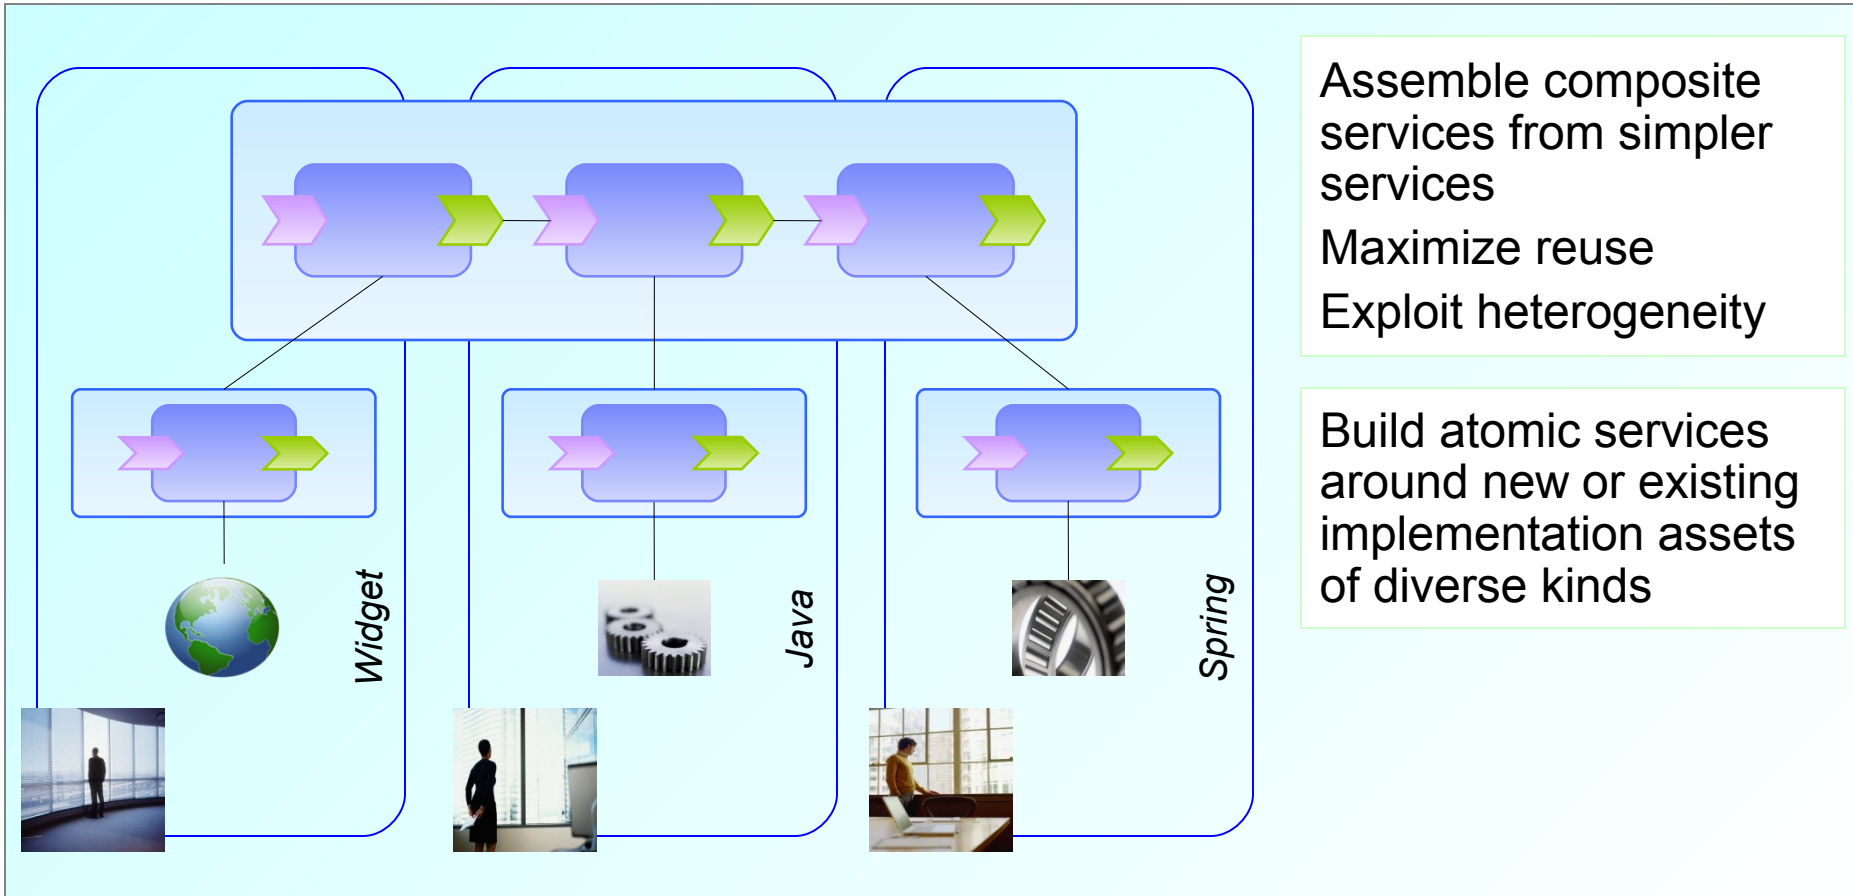 Assemble composite
services from simpler
services
Maximize reuse
Exploit heterogeneity
Build atomic services
around new or existing
implementation assets
of diverse kinds
Widget
Java
Spring